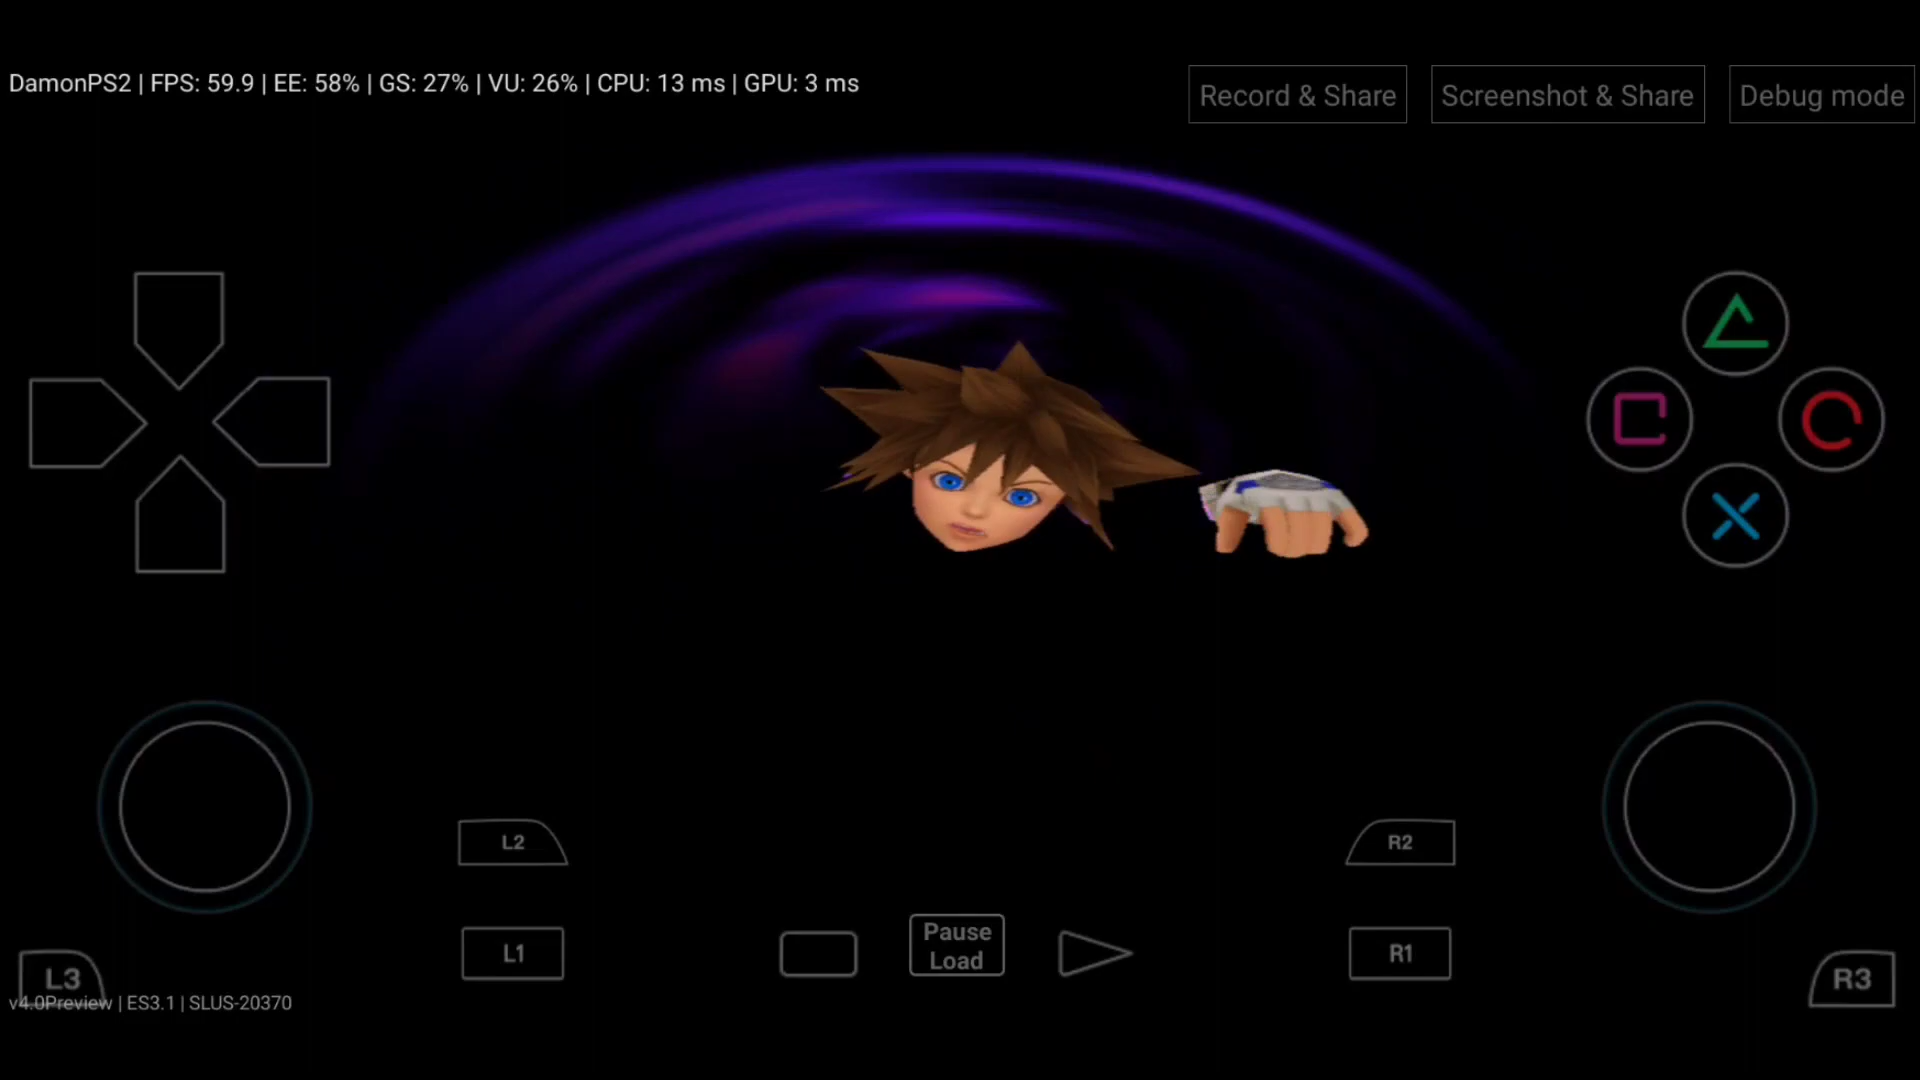 DamonPS2 | FPS: 59.9 | EE: 58% | GS: 27% | VU: 26% | CPU: 13 ms | GPU: 3 ms
Record & Share
Screenshot & Share
Debug mode
L2
R2
L1
Pause
Load
R1
L3
R3
v4.0Preview | ES3.1 | SLUS-20370